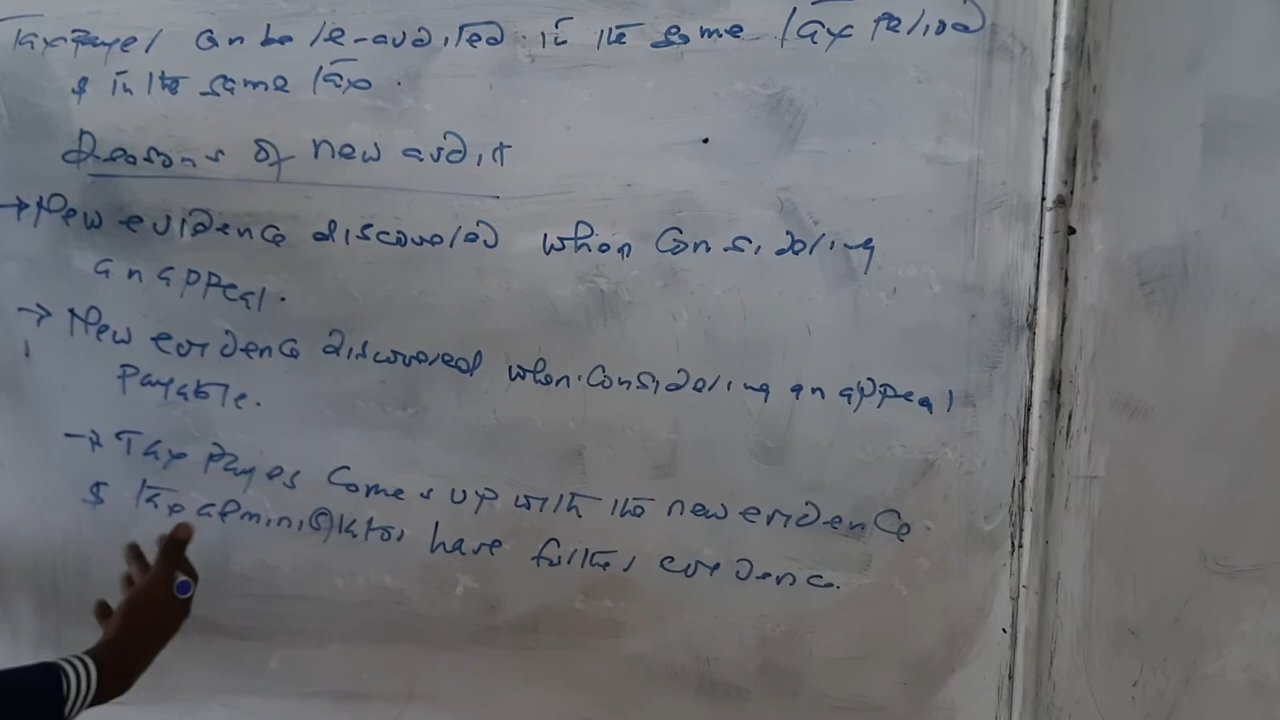 Taxpayer can be re-audited in the same tax period
& in the same tax.
Reasons of new audit
→ New evidence discovered when considering
an appeal.
→ New evidence discovered when considering an appeal
payable.
→ Tax payers comes up with the new evidence
& tax administrator have further evidence.